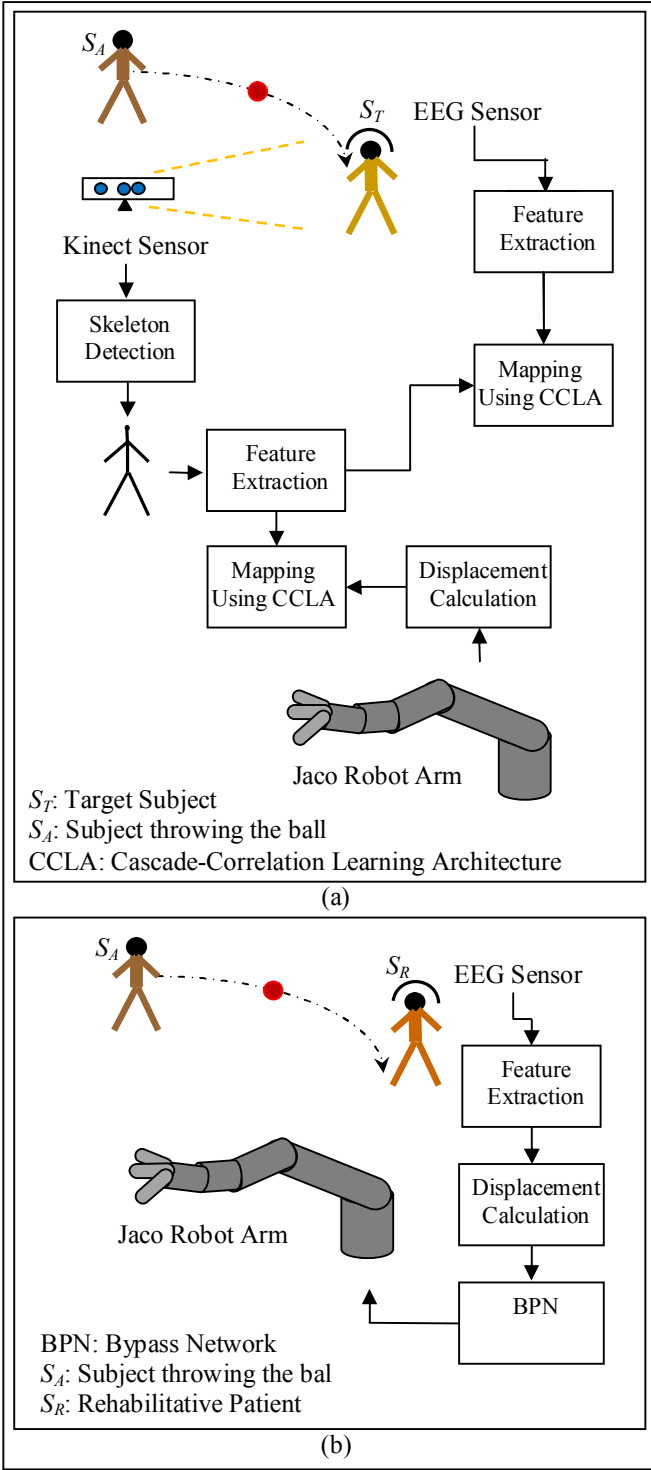 S_A
S_T
EEG Sensor
Feature
Extraction
Kinect Sensor
Skeleton
Detection
Mapping
Using CCLA
Feature
Extraction
Mapping
Using CCLA
Displacement
Calculation
Jaco Robot Arm
S_T: Target Subject
S_A: Subject throwing the ball
CCLA: Cascade-Correlation Learning Architecture
(a)
S_A
S_R
EEG Sensor
Feature
Extraction
Displacement
Calculation
Jaco Robot Arm
BPN
BPN: Bypass Network
S_A: Subject throwing the bal
S_R: Rehabilitative Patient
(b)